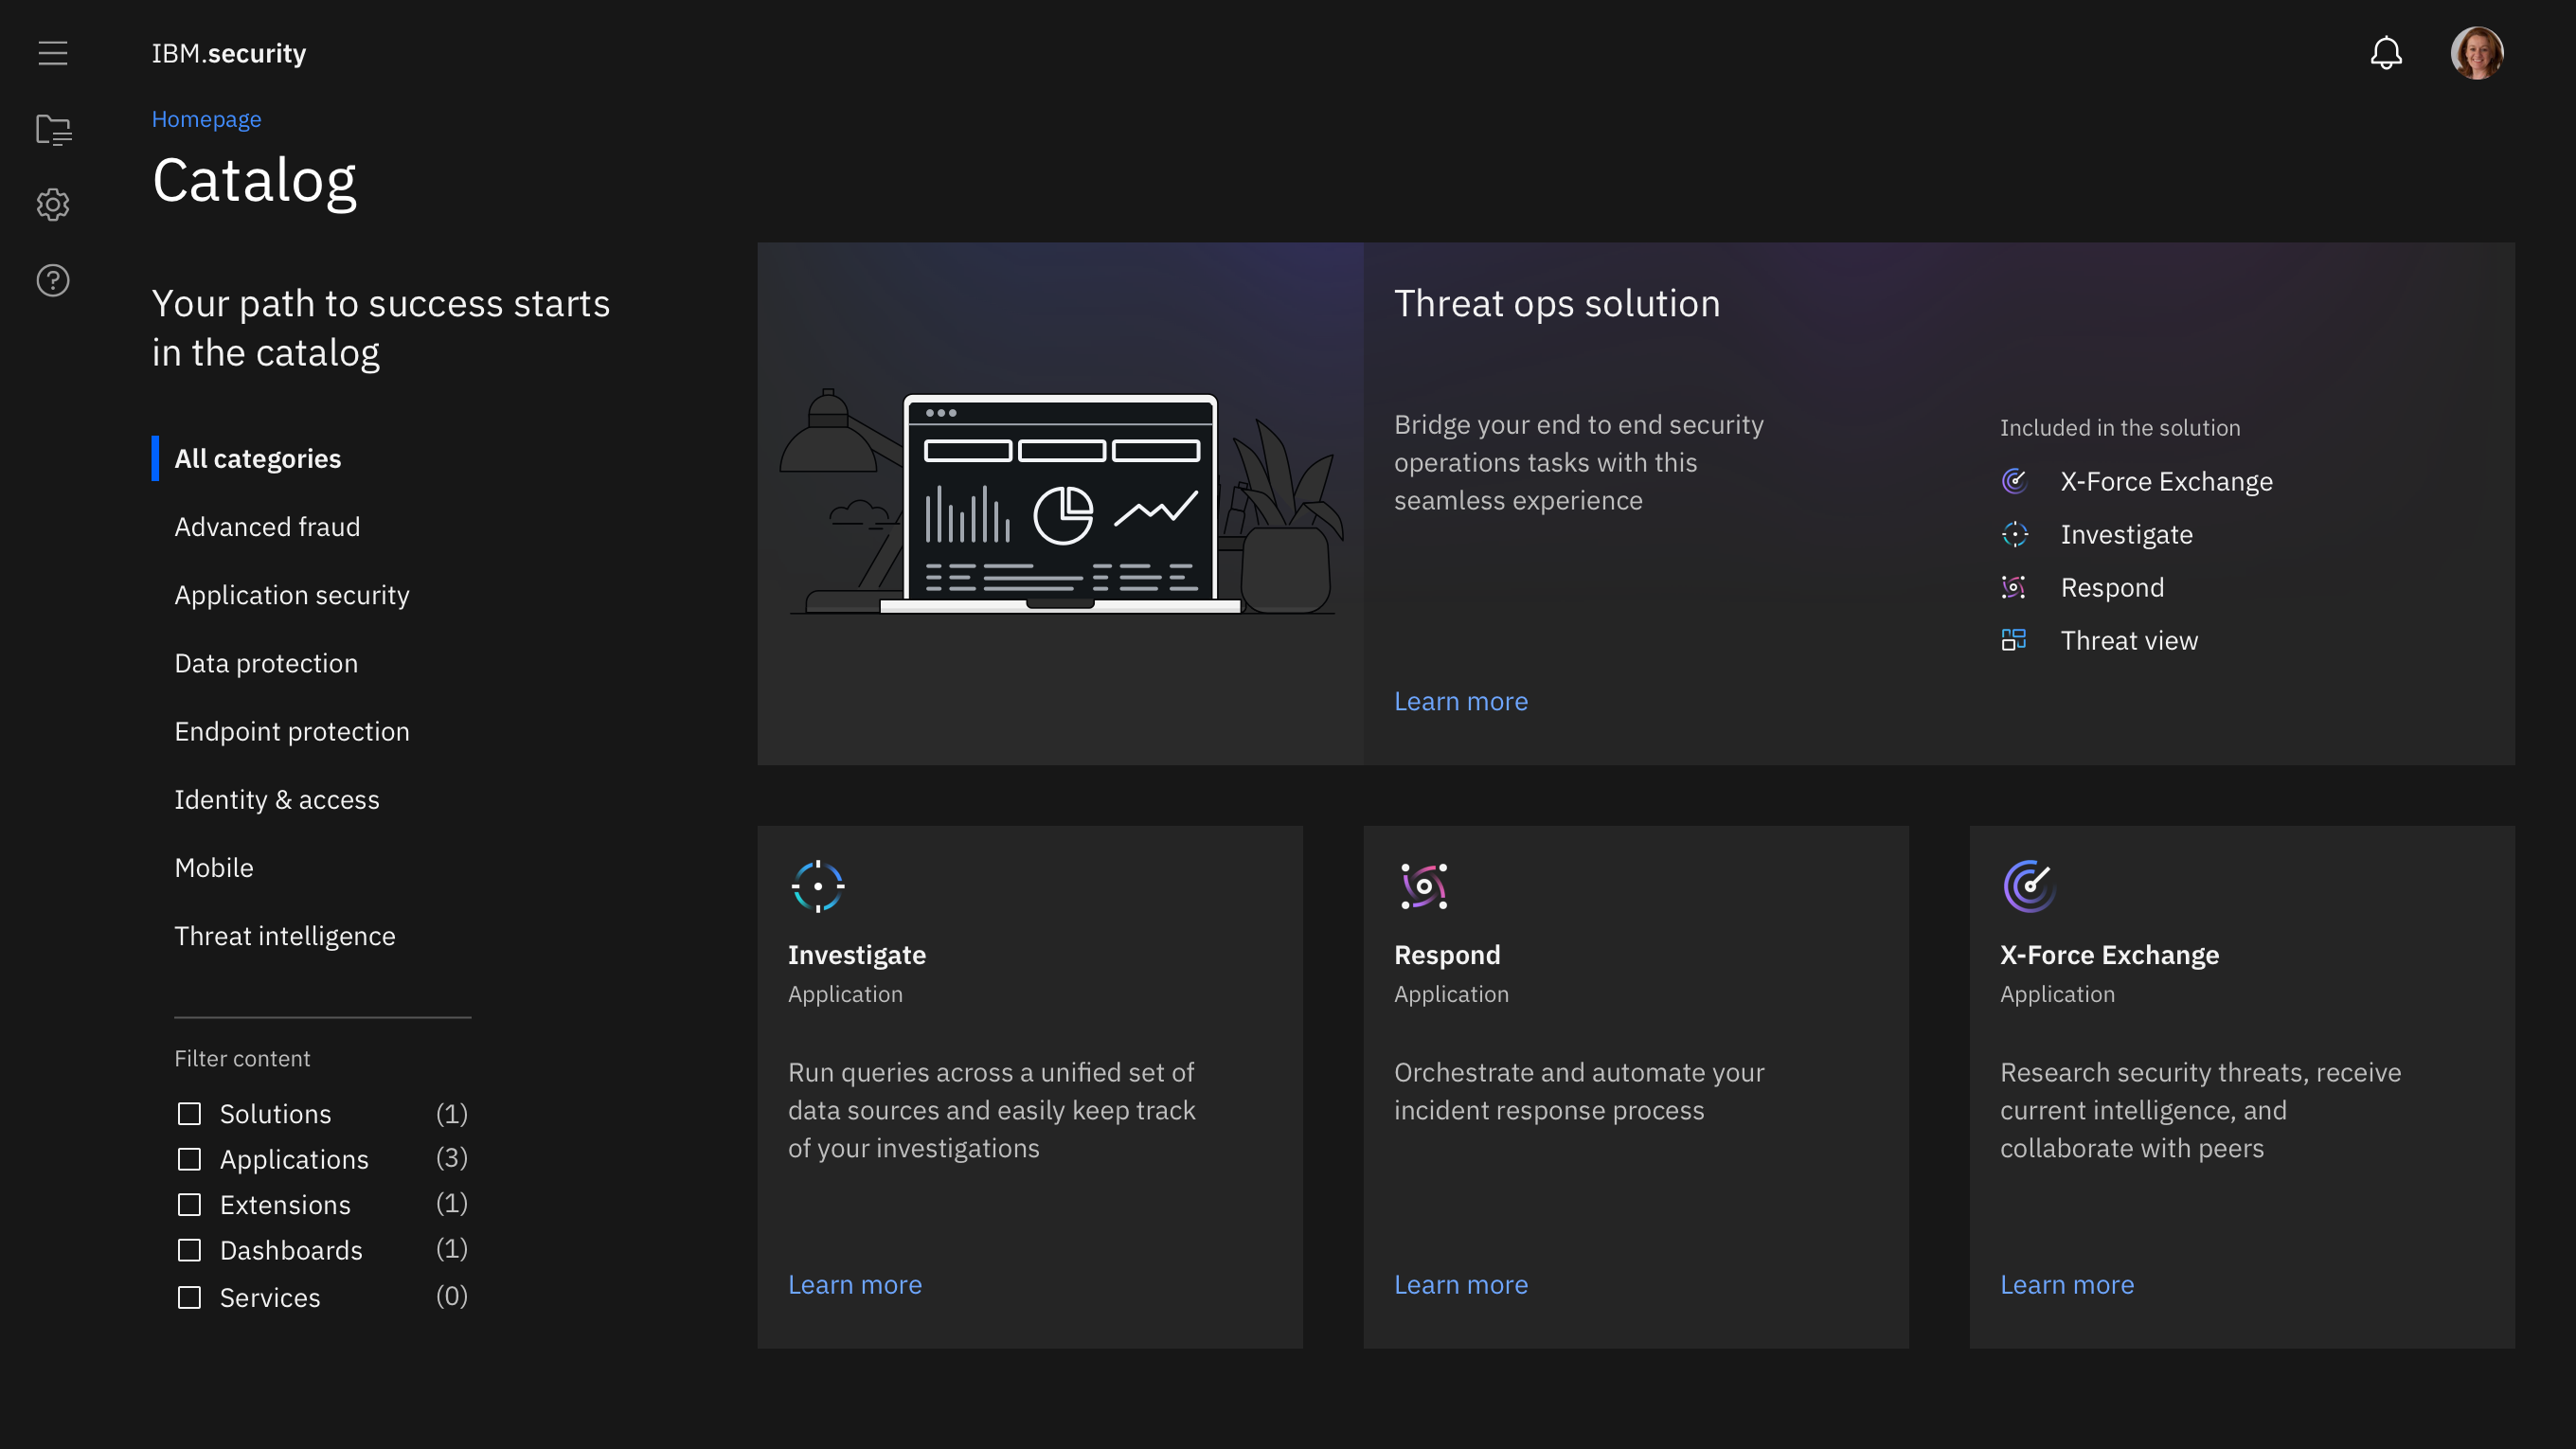 IBM.security
Homepage
Catalog
Your path to success starts
in the catalog
All categories
Advanced fraud
Application security
Data protection
Endpoint protection
Identity & access
Mobile
Threat intelligence
Filter content
Solutions (1)
Applications (3)
Extensions (1)
Dashboards (1)
Services (0)
Threat ops solution
Bridge your end to end security
operations tasks with this
seamless experience
Learn more
Included in the solution
X-Force Exchange
Investigate
Respond
Threat view
Investigate
Application
Run queries across a unified set of
data sources and easily keep track
of your investigations
Learn more
Respond
Application
Orchestrate and automate your
incident response process
Learn more
X-Force Exchange
Application
Research security threats, receive
current intelligence, and
collaborate with peers
Learn more